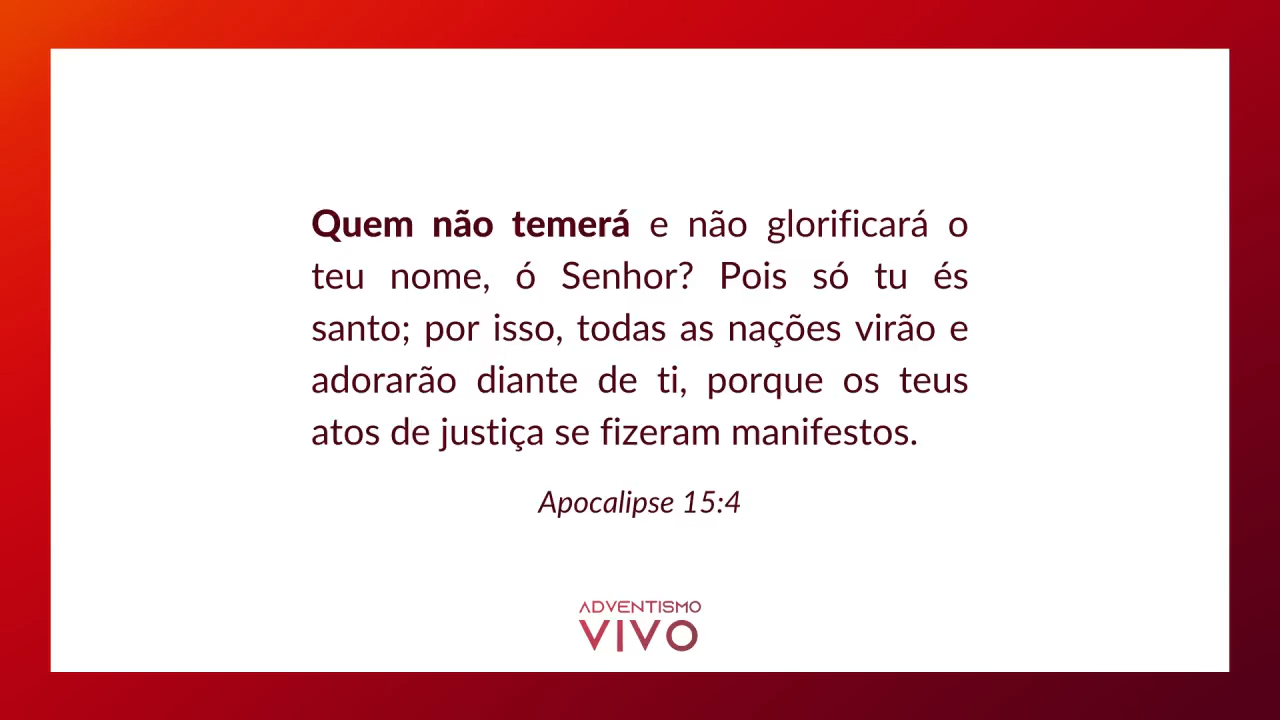 Quem não temerá e não glorificará o
teu nome, ó Senhor? Pois só tu és
santo; por isso, todas as nações virão e
adorarão diante de ti, porque os teus
atos de justiça se fizeram manifestos.
Apocalipse 15:4
ADVENTISMO
VIVO